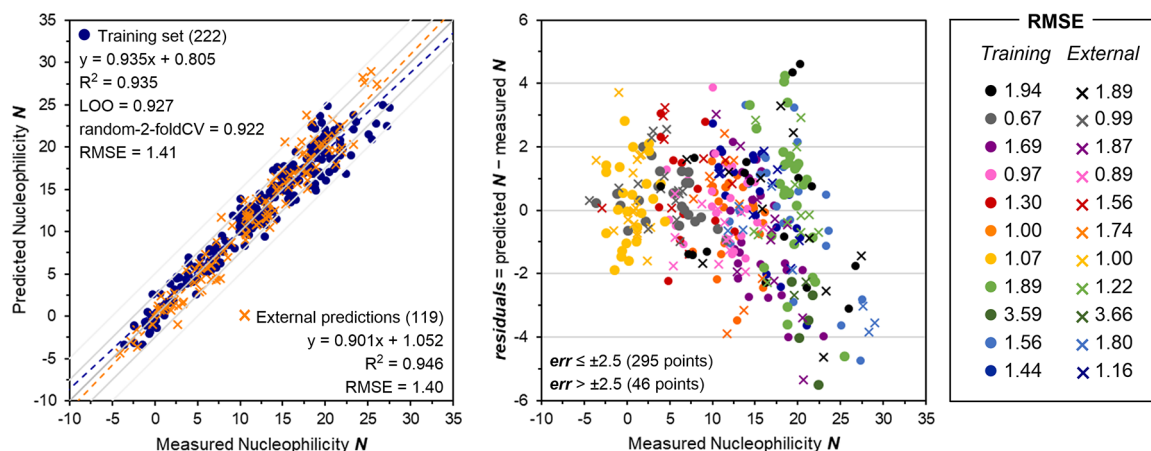 35
30
25
20
15
10
5
0
-5
-10
Predicted Nucleophilicity N
Training set (222)
y = 0.935x + 0.805
R² = 0.935
LOO = 0.927
random-2-foldCV = 0.922
RMSE = 1.41
External predictions (119)
y = 0.901x + 1.052
R² = 0.946
RMSE = 1.40
-10 -5 0 5 10 15 20 25 30 35
Measured Nucleophilicity N
6
4
2
0
-2
-4
-6
residuals = predicted N – measured N
err ≤ ±2.5 (295 points)
err > ±2.5 (46 points)
-10 -5 0 5 10 15 20 25 30 35
Measured Nucleophilicity N
RMSE
Training External
1.94 1.89
0.67 0.99
1.69 1.87
0.97 0.89
1.30 1.56
1.00 1.74
1.07 1.00
1.89 1.22
3.59 3.66
1.56 1.80
1.44 1.16